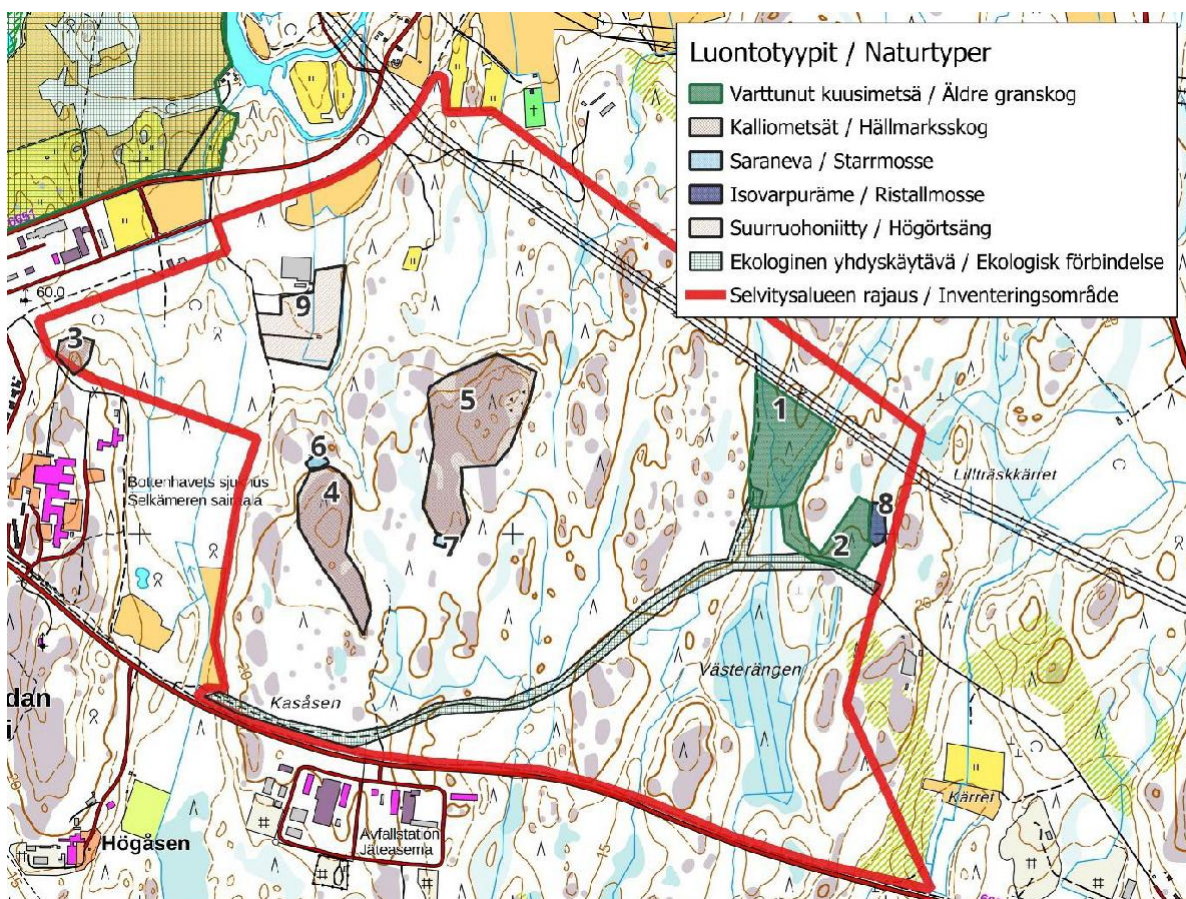 Luontotyypit / Naturtyper
Varttunut kuusimetsä / Äldre granskog
Kalliometsät / Hällmarksskog
Saraneva / Starrmosse
Isovarpuräme / Ristallmosse
Suurruohoniitty / Högörtsäng
Ekologinen yhdyskäytävä / Ekologisk förbindelse
Selvitysalueen rajaus / Inventeringsområde
60.0
9
3
5
1
6
4
Bottenhavets sjukhus
Selkämeren sairaala
7
8
2
Lillträskkärret
Västerängen
Kasåsen
dan
i
Kärret
Avfallstation
Jäteasema
Högåsen